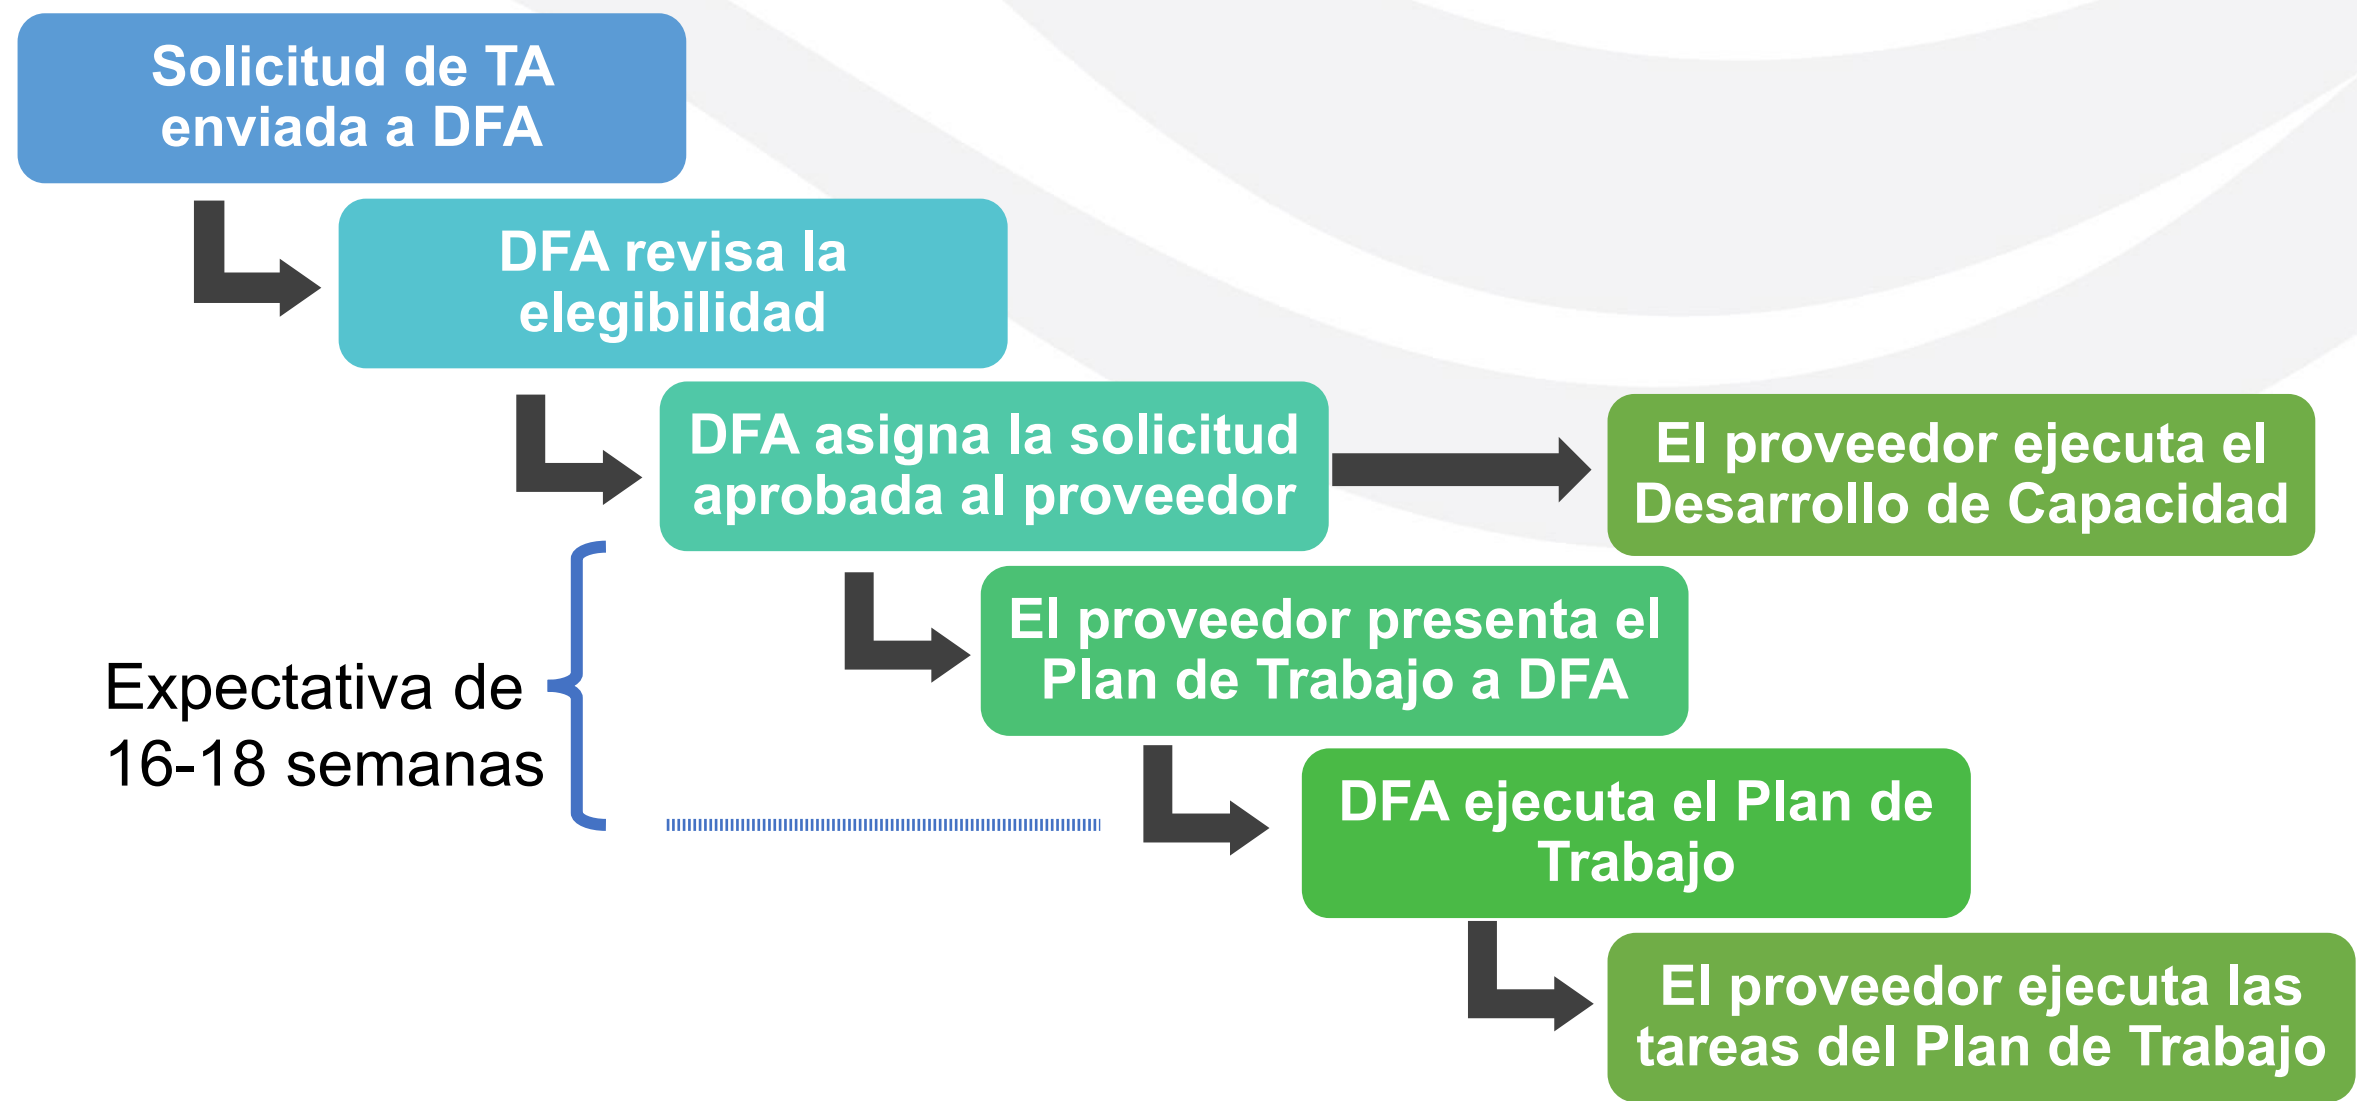 Solicitud de TA
enviada a DFA
DFA revisa la
elegibilidad
DFA asigna la solicitud
aprobada al proveedor
El proveedor ejecuta el
Desarrollo de Capacidad
El proveedor presenta el
Plan de Trabajo a DFA
Expectativa de
16-18 semanas
DFA ejecuta el Plan de
Trabajo
El proveedor ejecuta las
tareas del Plan de Trabajo